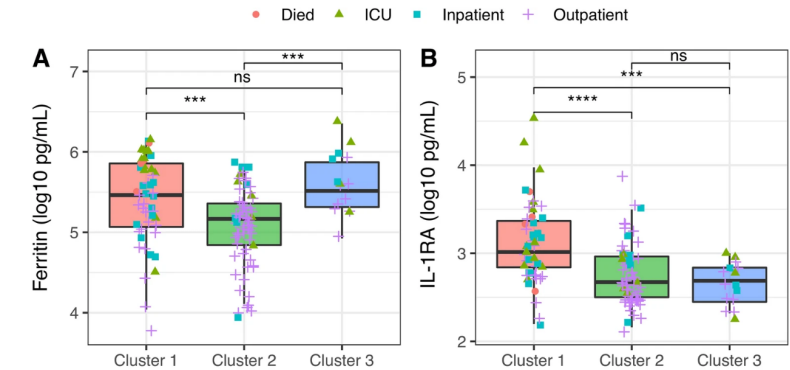 Died ICU Inpatient Outpatient
A
Ferritin (log10 pg/mL)
7
6
5
4
***
ns
***
Cluster 1 Cluster 2 Cluster 3
B
IL-1RA (log10 pg/mL)
5
4
3
2
ns
***
****
Cluster 1 Cluster 2 Cluster 3